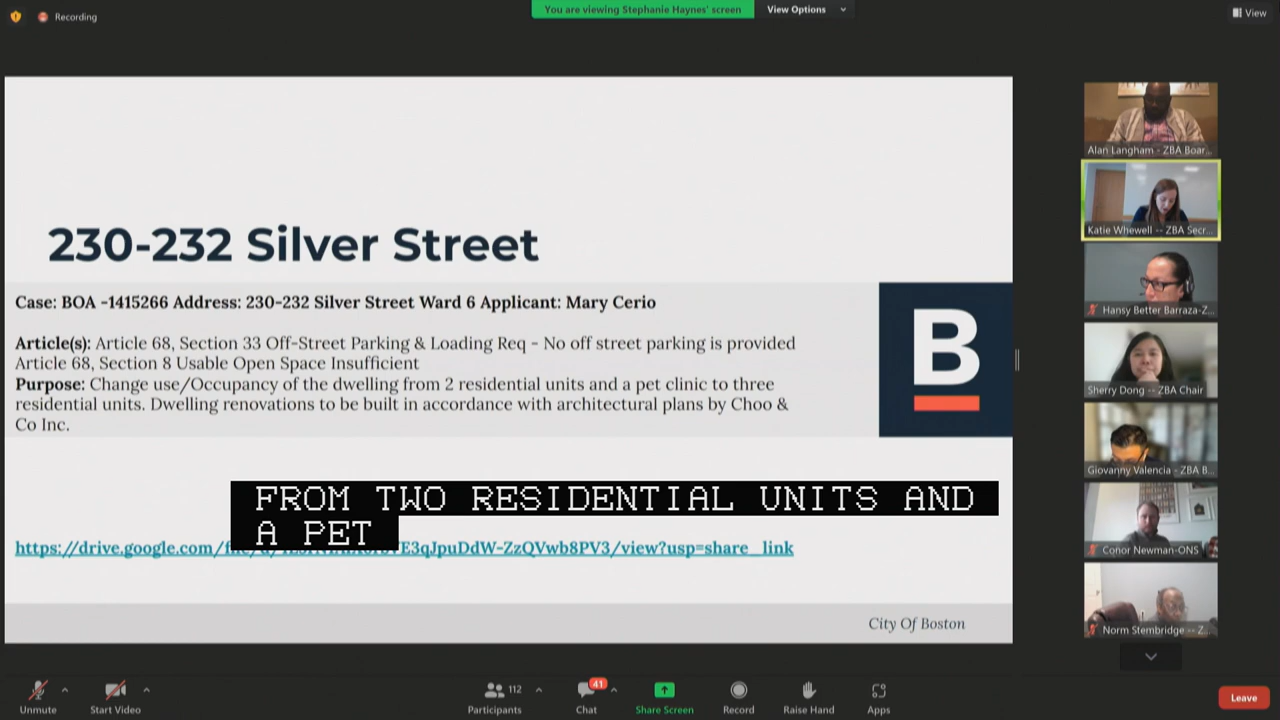 Recording
You are viewing Stephanie Haynes' screen
View Options
View
230-232 Silver Street
Case: BOA -1415266 Address: 230-232 Silver Street Ward 6 Applicant: Mary Cerio
Article(s): Article 68, Section 33 Off-Street Parking & Loading Req - No off street parking is provided
Article 68, Section 8 Usable Open Space Insufficient
Purpose: Change use/Occupancy of the dwelling from 2 residential units and a pet clinic to three
residential units. Dwelling renovations to be built in accordance with architectural plans by Choo &
Co Inc.
B
FROM TWO RESIDENTIAL UNITS AND
A PET
https://drive.google.com/
E3qJpuDdW-ZzQVwb8PV3/view?usp=share_link
City Of Boston
Alan Langham - ZBA Boar...
Katie Whewell -- ZBA Secr...
Hansy Better Barraza-Z...
Sherry Dong -- ZBA Chair
Giovanny Valencia - ZBA B...
Conor Newman-ONS
Norm Stembridge -- Z...
Unmute
Start Video
112
Participants
41
Chat
Share Screen
Record
Raise Hand
Apps
Leave